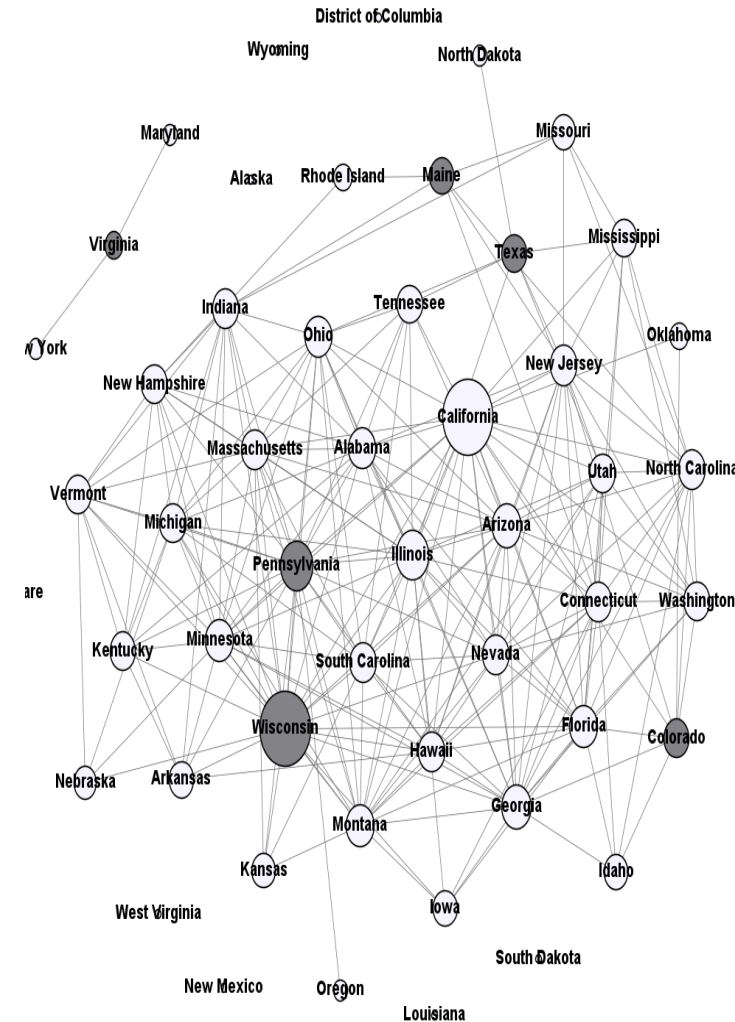 District of Columbia
Wyoming
North Dakota
Maryland
Missouri
Alaska
Rhode Island
Maine
Virginia
Mississippi
Texas
Indiana
Tennessee
Ohio
Oklahoma
w York
New Jersey
New Hampshire
California
Massachusetts
Alabama
Utah
North Carolina
Vermont
Michigan
Arizona
Illinois
Pennsylvania
are
Connecticut
Washington
Kentucky
Minnesota
South Carolina
Nevada
Wisconsin
Florida
Hawaii
Colorado
Nebraska
Arkansas
Georgia
Montana
Kansas
Idaho
Iowa
West Virginia
South Dakota
New Mexico
Oregon
Louisiana